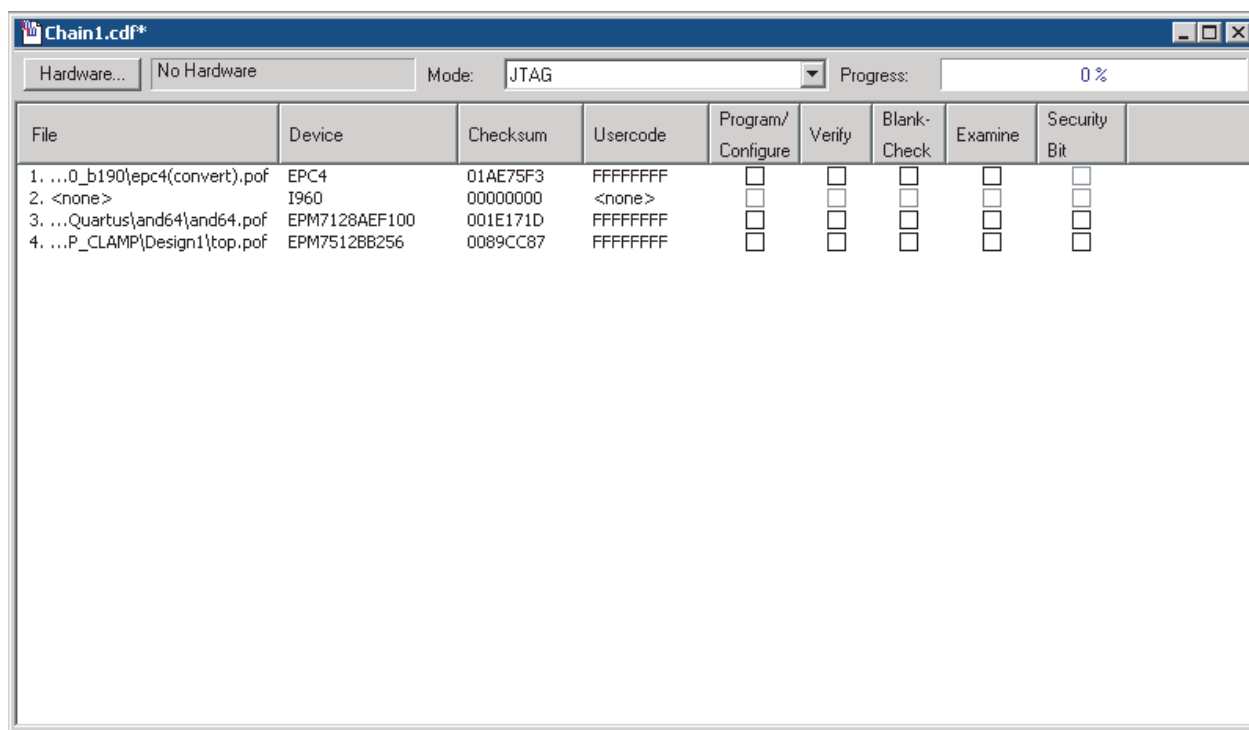 Chain1.cdf*
Hardware... No Hardware Mode: JTAG Progress: 0 %
File Device Checksum Usercode Program/ Configure Verify Blank- Check Examine Security Bit
1. ...0_b190\epc4(convert).pof EPC4 01AE75F3 FFFFFFFF
2. <none> I960 00000000 <none>
3. ...Quartus\and64\and64.pof EPM7128AEF100 001E171D FFFFFFFF
4. ...P_CLAMP\Design1\top.pof EPM7512BB256 0089CC87 FFFFFFFF